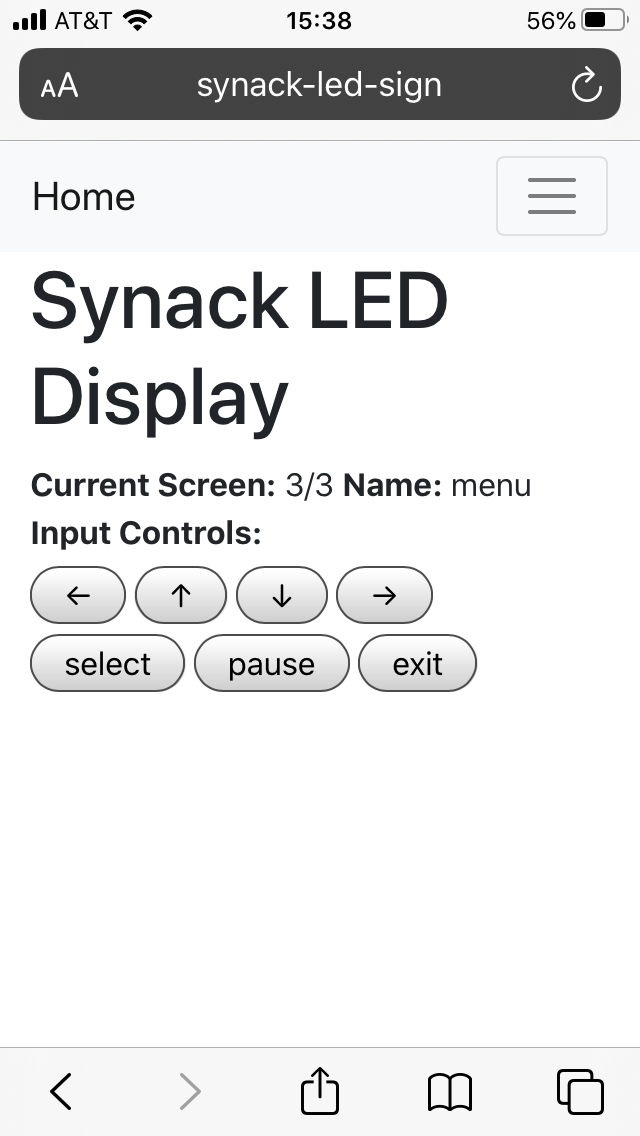 AT&T 15:38 56%
AA synack-led-sign
Home
Synack LED
Display
Current Screen: 3/3 Name: menu
Input Controls:
← ↑ ↓ →
select pause exit